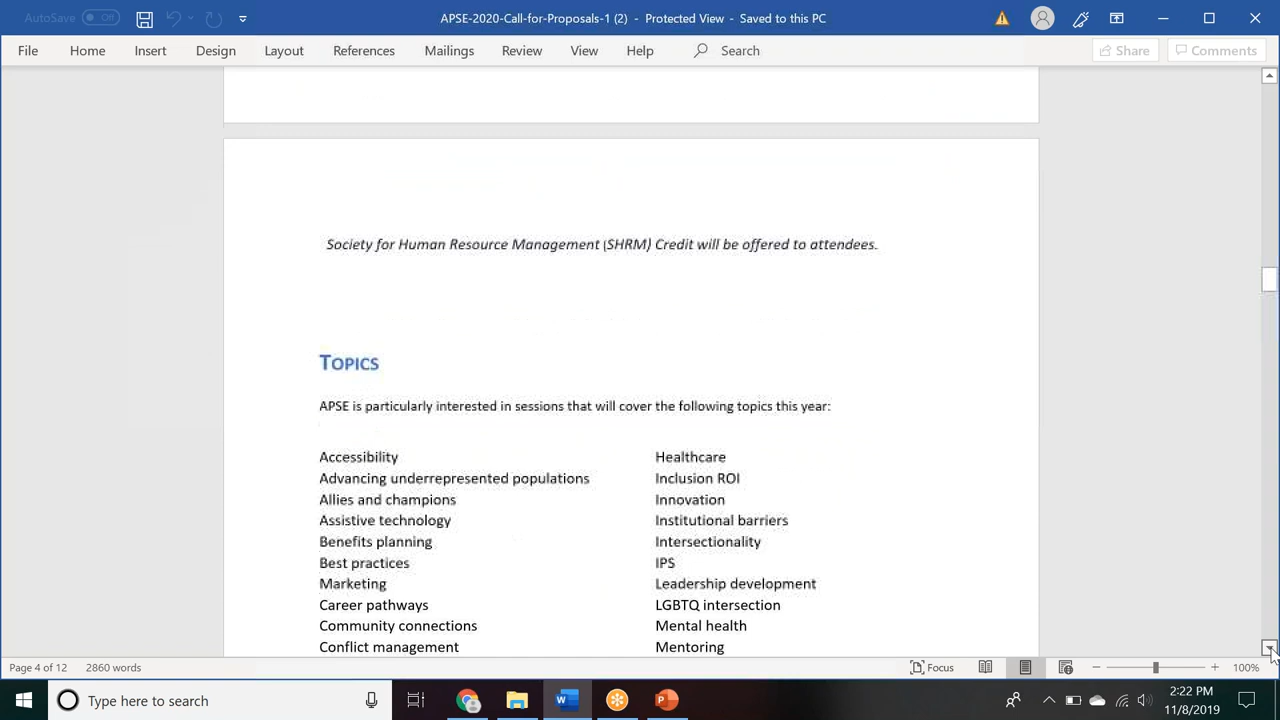 AutoSave Off APSE-2020-Call-for-Proposals-1 (2) - Protected View - Saved to this PC
File Home Insert Design Layout References Mailings Review View Help Search Share Comments
Society for Human Resource Management (SHRM) Credit will be offered to attendees.
TOPICS
APSE is particularly interested in sessions that will cover the following topics this year:
Accessibility
Advancing underrepresented populations
Allies and champions
Assistive technology
Benefits planning
Best practices
Marketing
Career pathways
Community connections
Conflict management
Healthcare
Inclusion ROI
Innovation
Institutional barriers
Intersectionality
IPS
Leadership development
LGBTQ intersection
Mental health
Mentoring
Page 4 of 12 2860 words Focus 100%
Type here to search
2:22 PM
11/8/2019